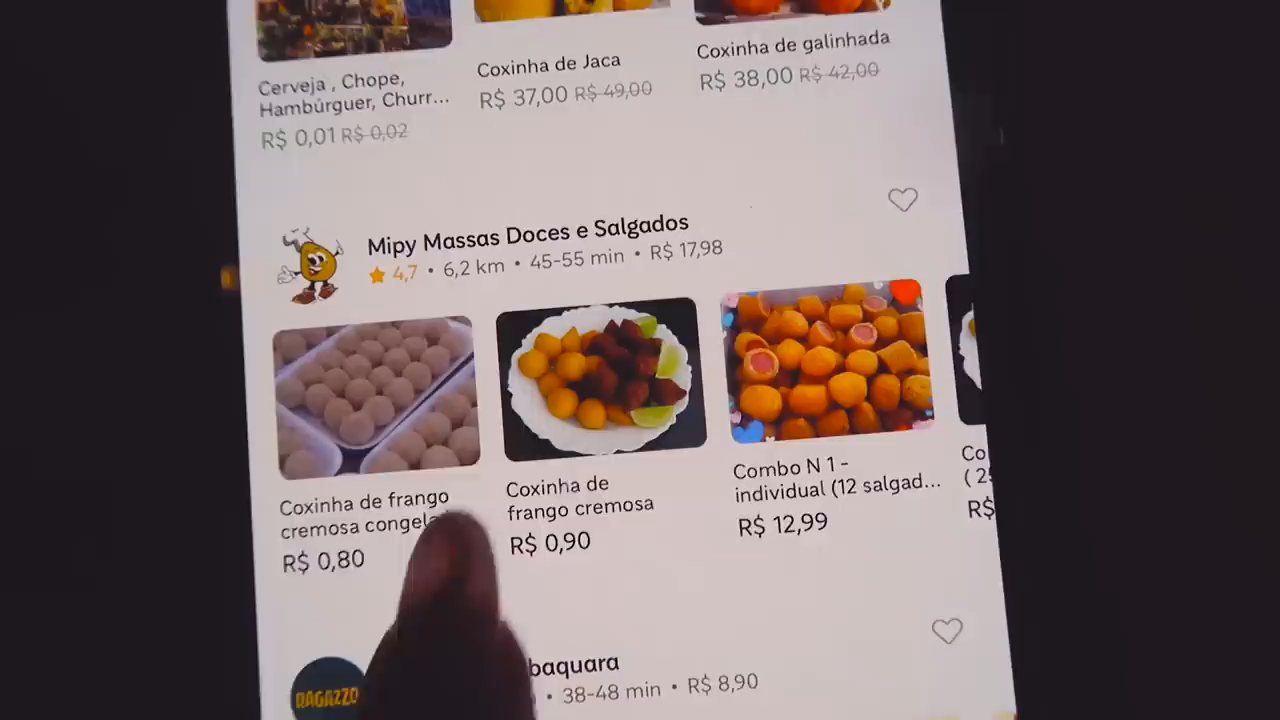 Cerveja , Chope,
Hambúrguer, Churr...
R$ 0,01 R$ 0,02
Coxinha de Jaca
R$ 37,00 R$ 49,00
Coxinha de galinhada
R$ 38,00 R$ 42,00
Mipy Massas Doces e Salgados
4,7 • 6,2 km • 45-55 min • R$ 17,98
Coxinha de frango
cremosa congela
R$ 0,80
Coxinha de
frango cremosa
R$ 0,90
Combo N 1 -
individual (12 salgad...
R$ 12,99
Co
( 2
R$
RAGAZZO
baquara
• 38-48 min • R$ 8,90